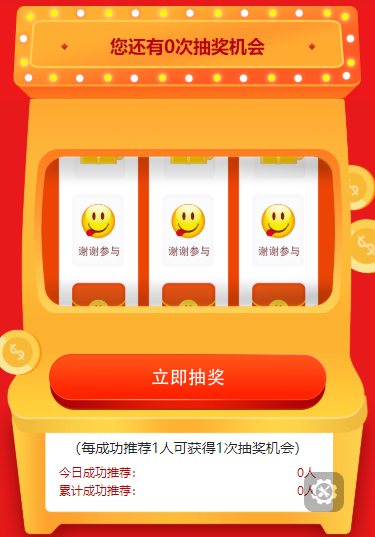 您还有0次抽奖机会
谢谢参与 谢谢参与 谢谢参与
立即抽奖
（每成功推荐1人可获得1次抽奖机会）
今日成功推荐： 0人
累计成功推荐： 0人